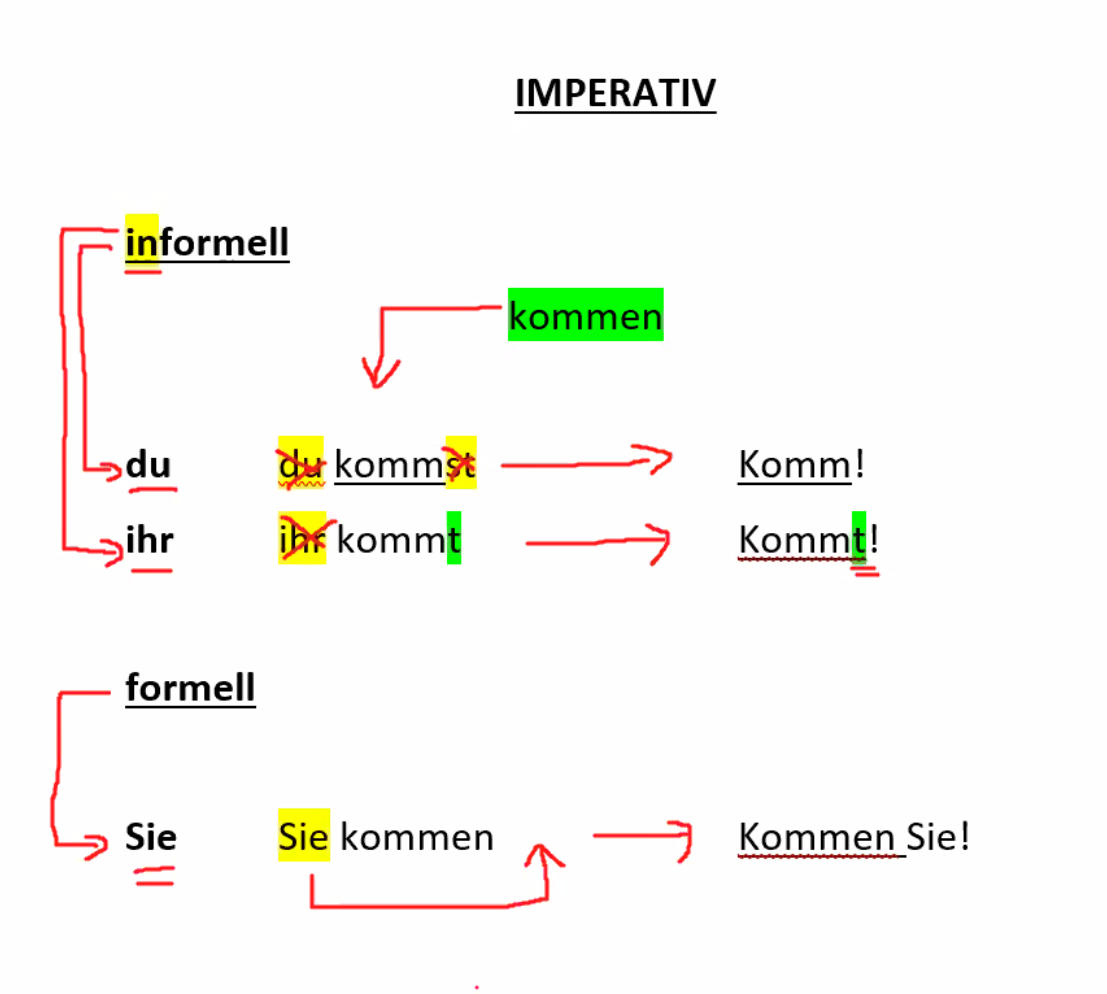 IMPERATIV
informell
kommen
du du kommst Komm!
ihr ihr kommt Kommt!
formell
Sie Sie kommen Kommen Sie!